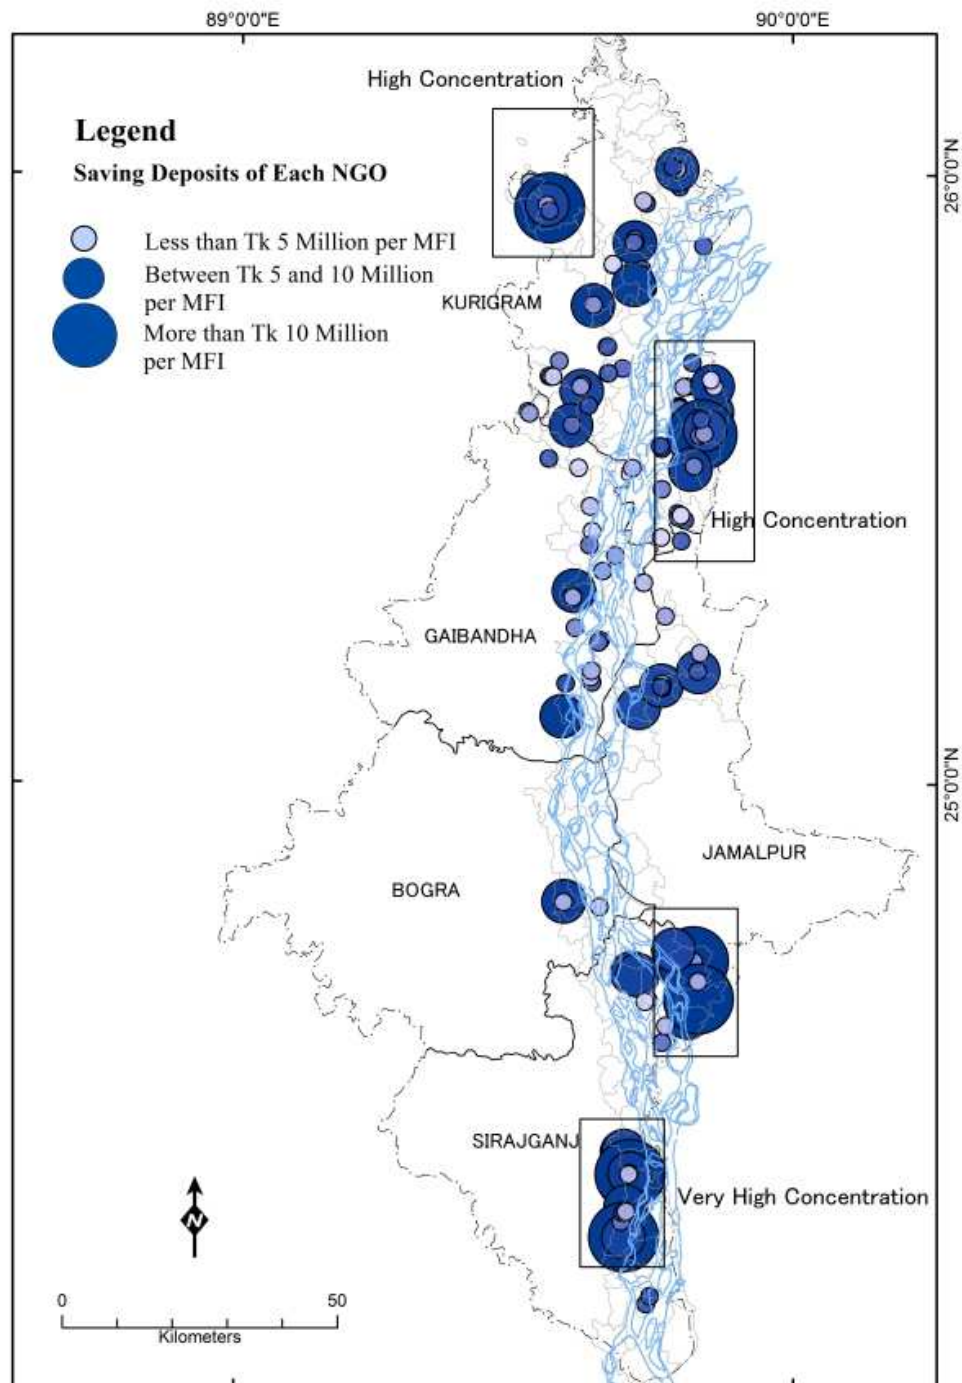 89°0'0"E
90°0'0"E
High Concentration
Legend
Saving Deposits of Each NGO
26°0'0"N
Less than Tk 5 Million per MFI
Between Tk 5 and 10 Million
per MFI
More than Tk 10 Million
per MFI
KURIGRAM
High Concentration
GAIBANDHA
25°0'0"N
JAMALPUR
BOGRA
SIRAJGANJ
Very High Concentration
N
0
50
Kilometers